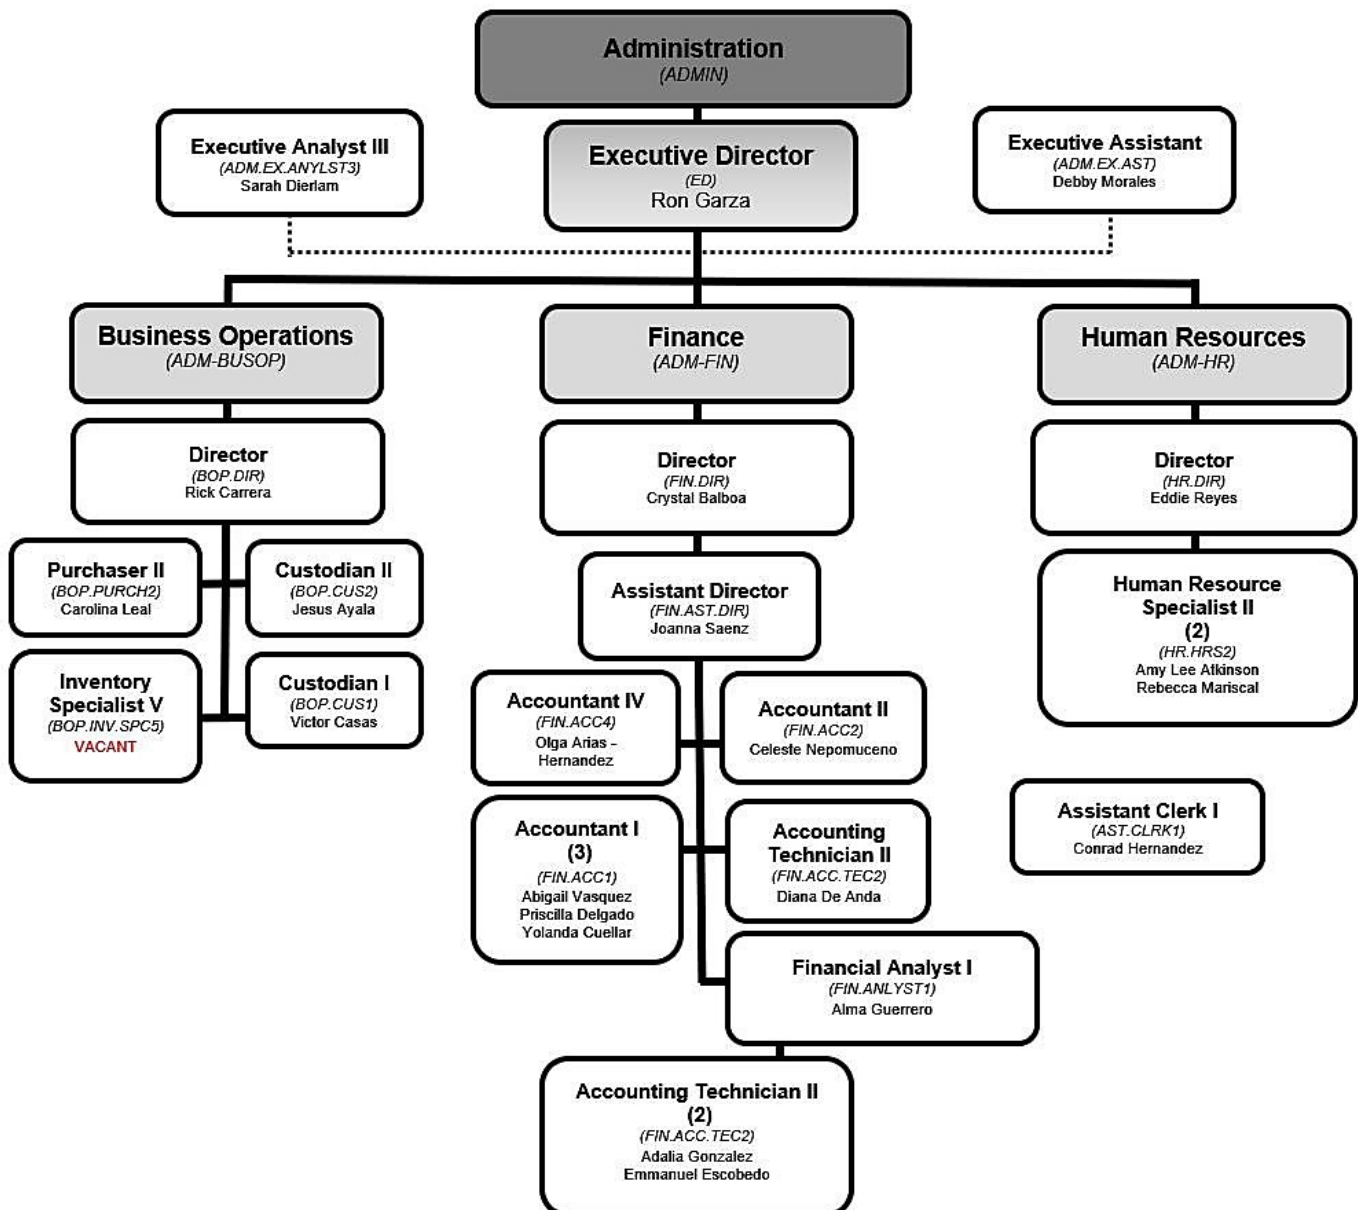 Administration
(ADMIN)
Executive Analyst III
(ADM.EX.ANYLST3)
Sarah Dierlam
Executive Director
(ED)
Ron Garza
Executive Assistant
(ADM.EX.AST)
Debby Morales
Business Operations
(ADM-BUSOP)
Finance
(ADM-FIN)
Human Resources
(ADM-HR)
Director
(BOP.DIR)
Rick Carrera
Director
(FIN.DIR)
Crystal Balboa
Director
(HR.DIR)
Eddie Reyes
Purchaser II
(BOP.PURCH2)
Carolina Leal
Custodian II
(BOP.CUS2)
Jesus Ayala
Inventory
Specialist V
(BOP.INV.SPC5)
VACANT
Custodian I
(BOP.CUS1)
Victor Casas
Assistant Director
(FIN.AST.DIR)
Joanna Saenz
Accountant IV
(FIN.ACC4)
Olga Arias –
Hernandez
Accountant II
(FIN.ACC2)
Celeste Nepomuceno
Accountant I
(3)
(FIN.ACC1)
Abigail Vasquez
Priscilla Delgado
Yolanda Cuellar
Accounting
Technician II
(FIN.ACC.TEC2)
Diana De Anda
Financial Analyst I
(FIN.ANLYST1)
Alma Guerrero
Accounting Technician II
(2)
(FIN.ACC.TEC2)
Adalia Gonzalez
Emmanuel Escobedo
Human Resource
Specialist II
(2)
(HR.HRS2)
Amy Lee Atkinson
Rebecca Mariscal
Assistant Clerk I
(AST.CLRK1)
Conrad Hernandez